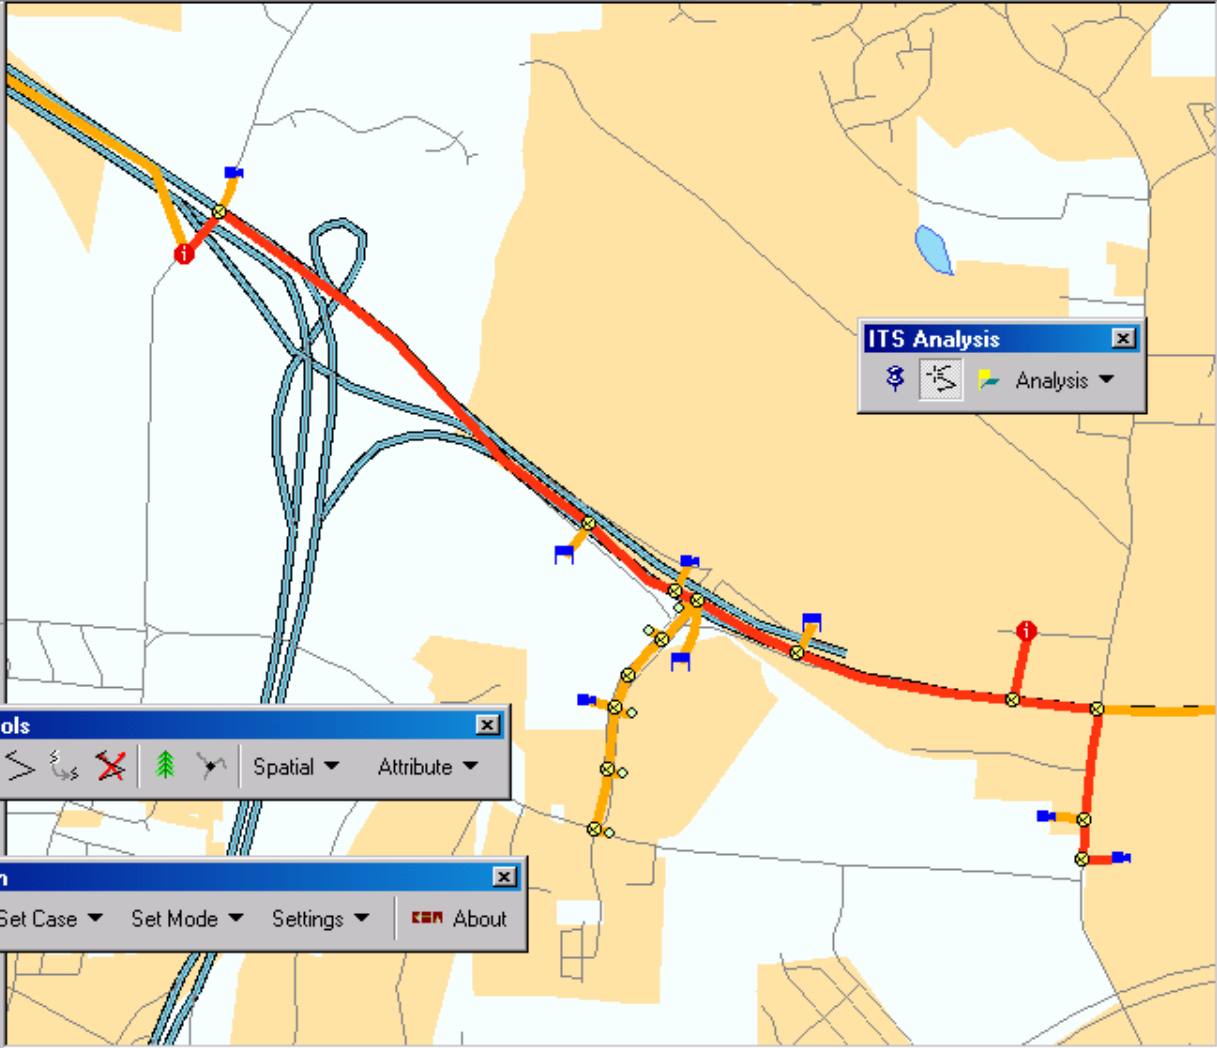 ITS Analysis
Analysis
ols
Spatial
Attribute
n
Set Case
Set Mode
Settings
About